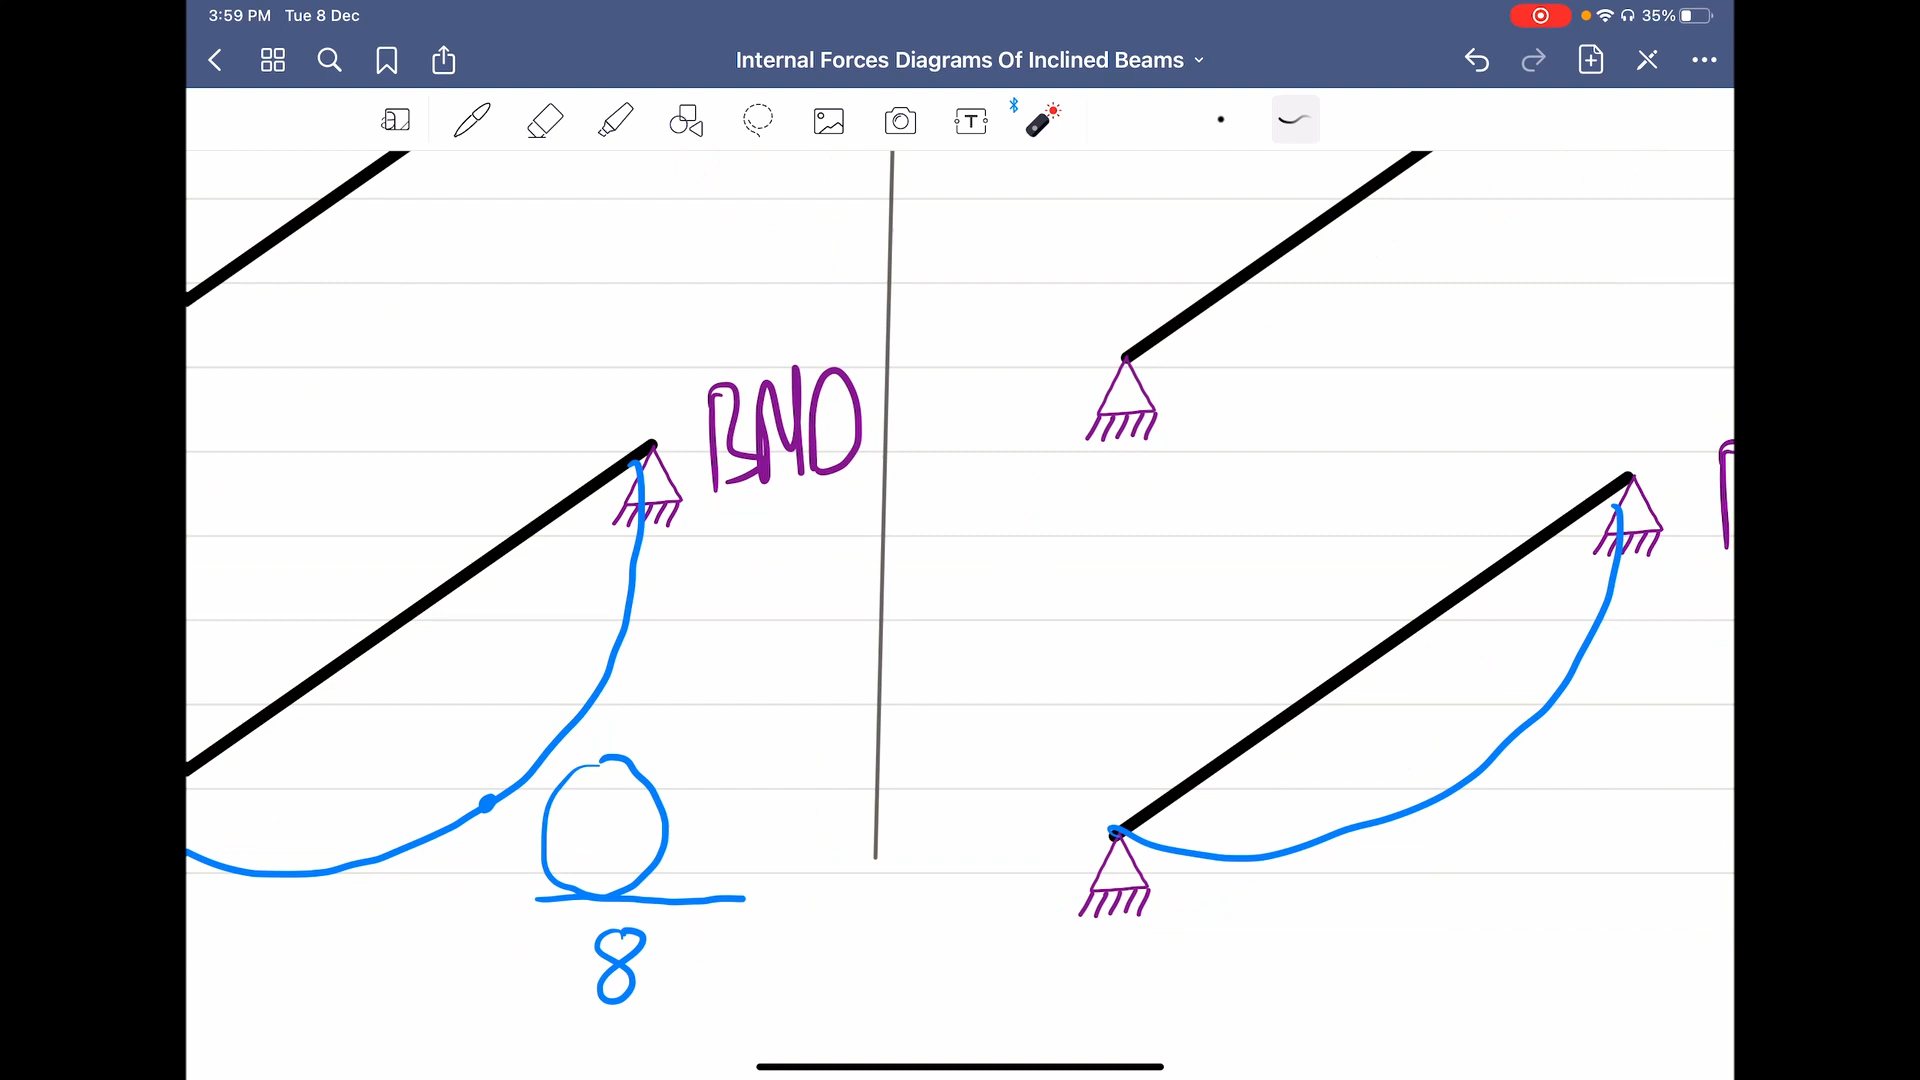 3:59 PM Tue 8 Dec
35%
Internal Forces Diagrams Of Inclined Beams
a
T
BMD
8